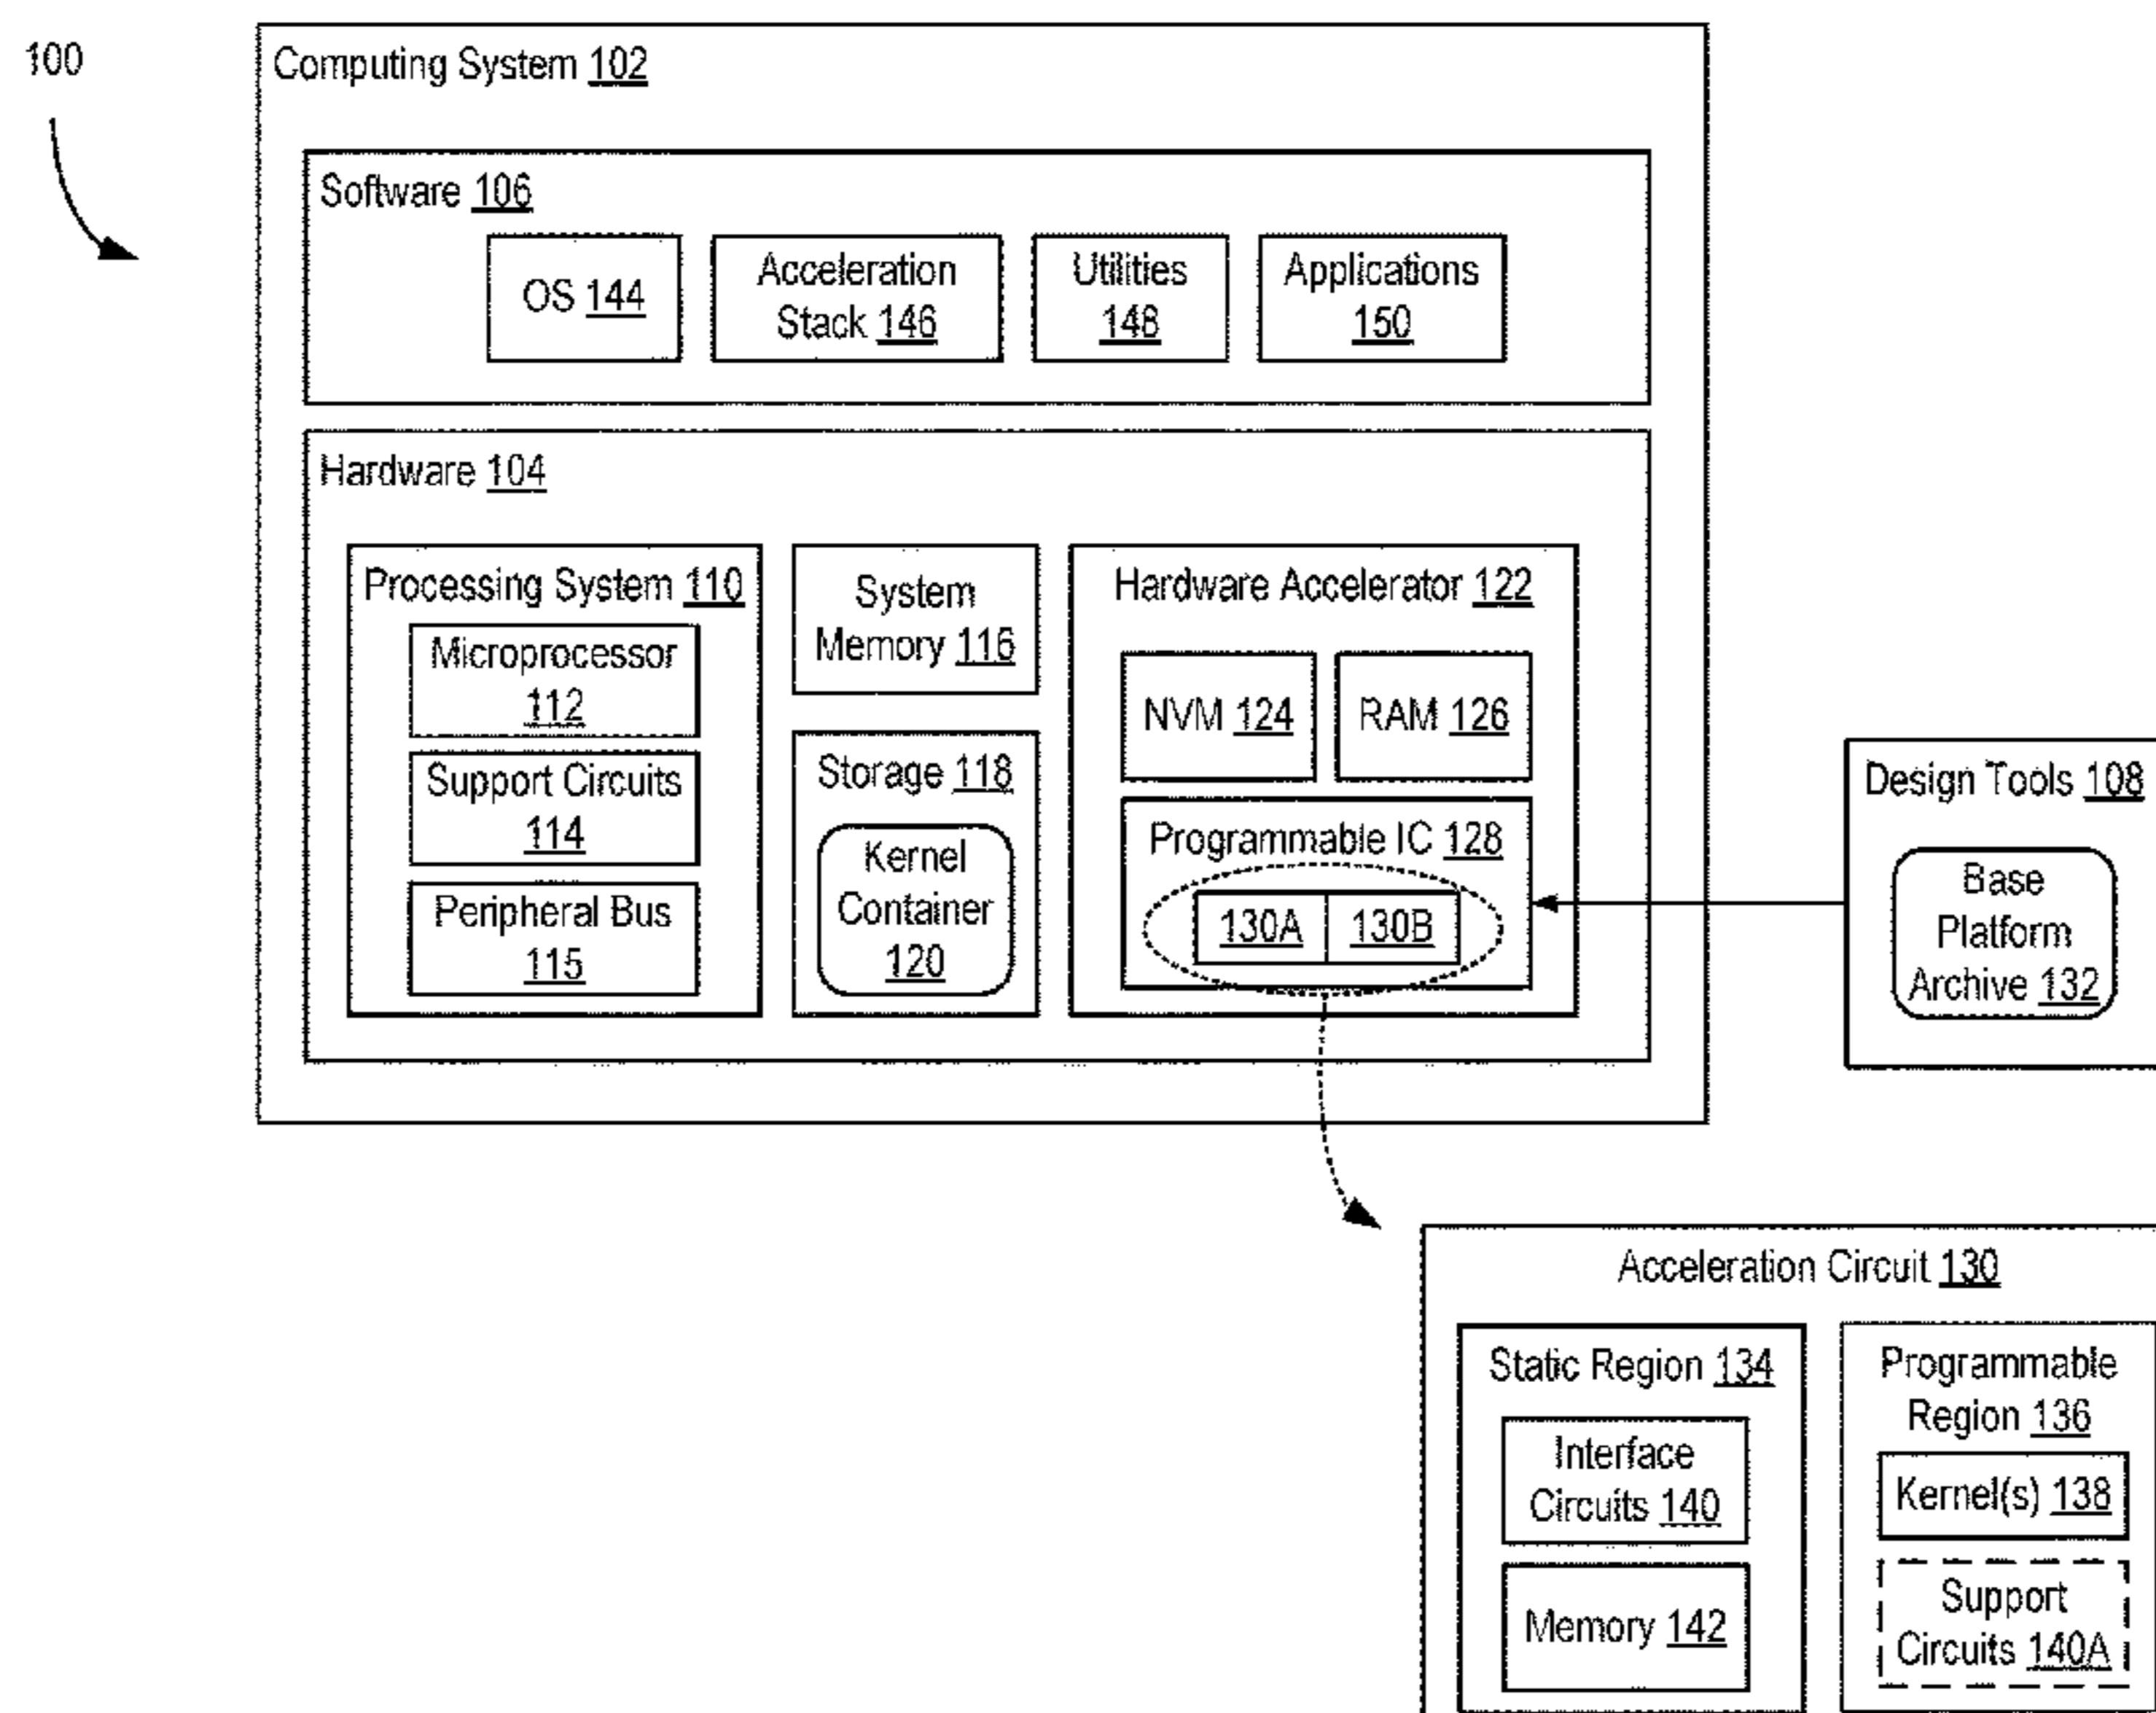 100
Computing System 102
Software 106
OS 144
Acceleration
Stack 146
Utilities
148
Applications
150
Hardware 104
Processing System 110
Microprocessor
112
Support Circuits
114
Peripheral Bus
115
System
Memory 116
Storage 118
Kernel
Container
120
Hardware Accelerator 122
NVM 124
RAM 126
Programmable IC 128
130A
130B
Design Tools 108
Base
Platform
Archive 132
Acceleration Circuit 130
Static Region 134
Interface
Circuits 140
Memory 142
Programmable
Region 136
Kernel(s) 138
Support
Circuits 140A